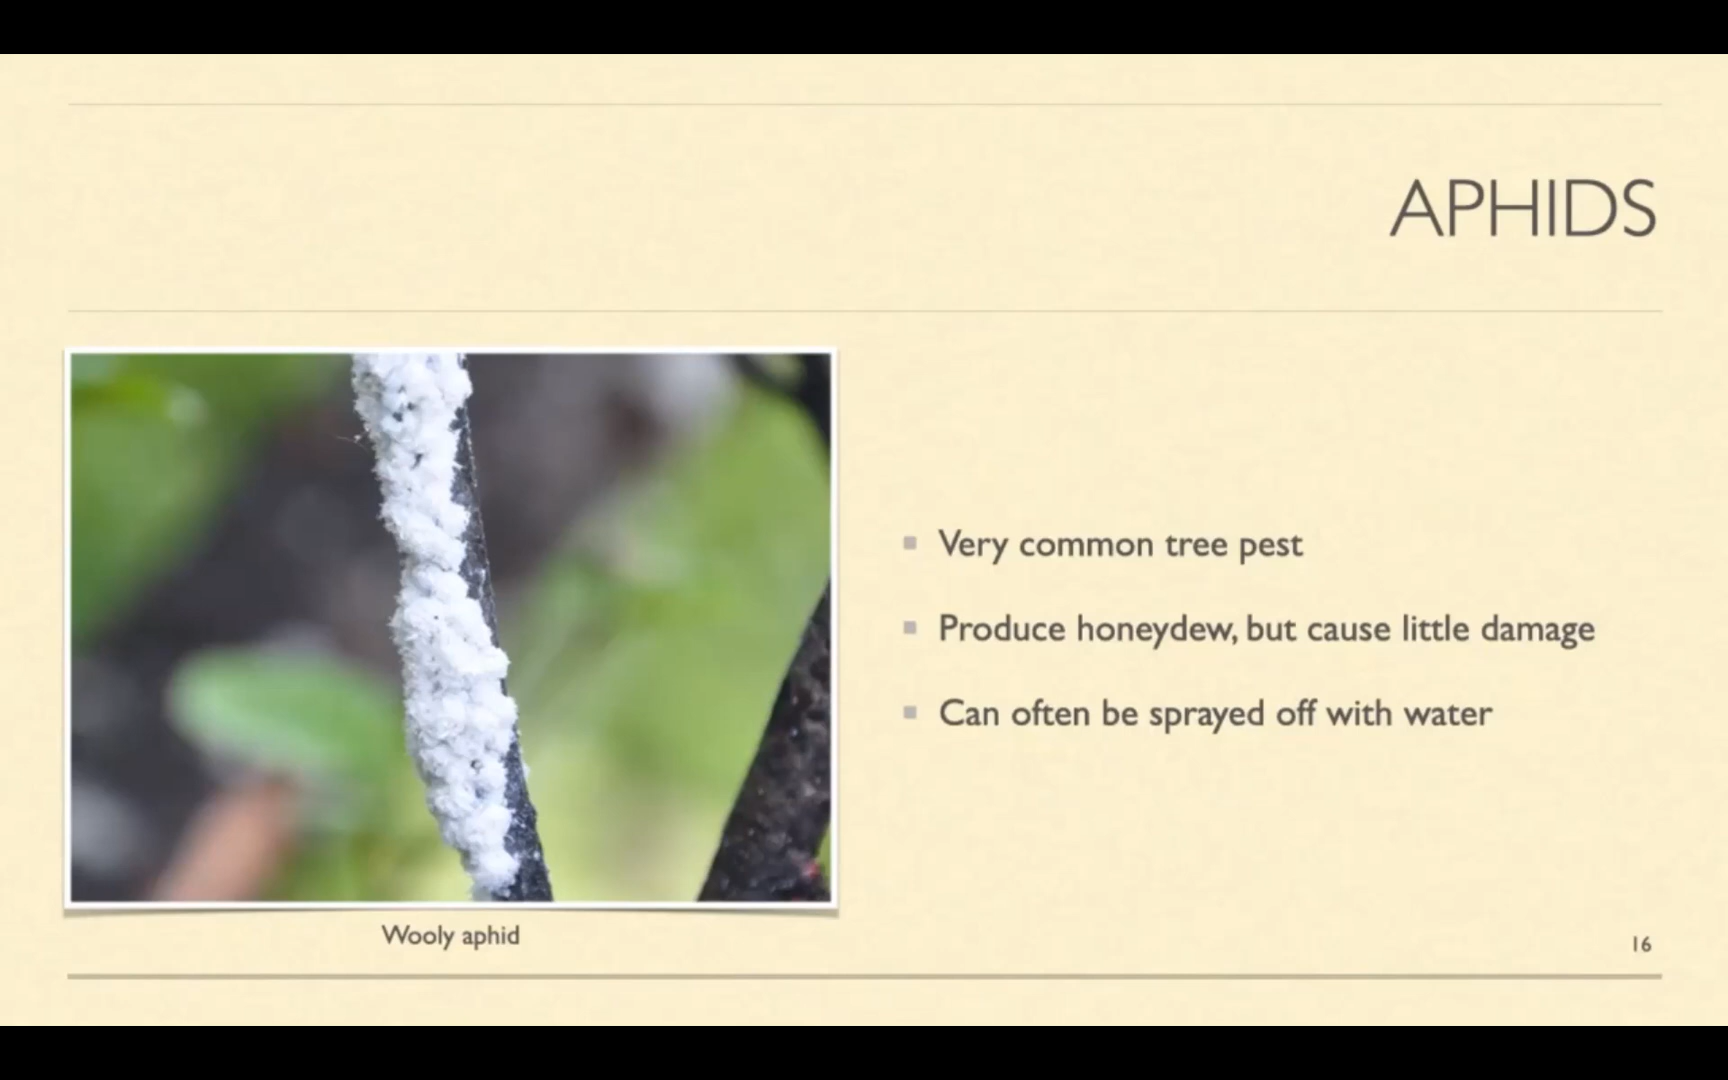 APHIDS
Very common tree pest
Produce honeydew, but cause little damage
Can often be sprayed off with water
Wooly aphid
16